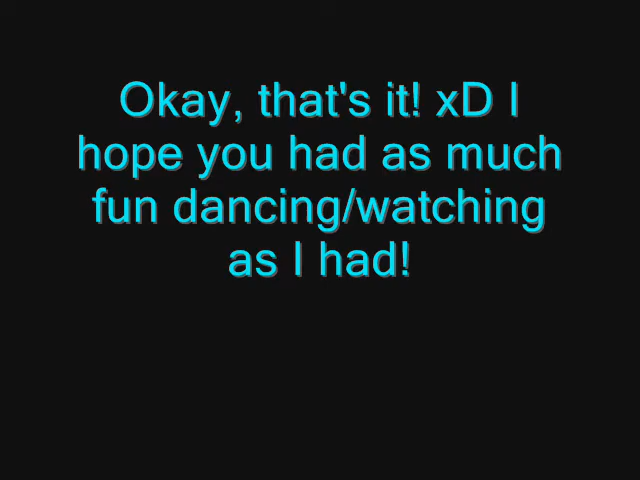 Okay, that's it! xD I
hope you had as much
fun dancing/watching
as I had!